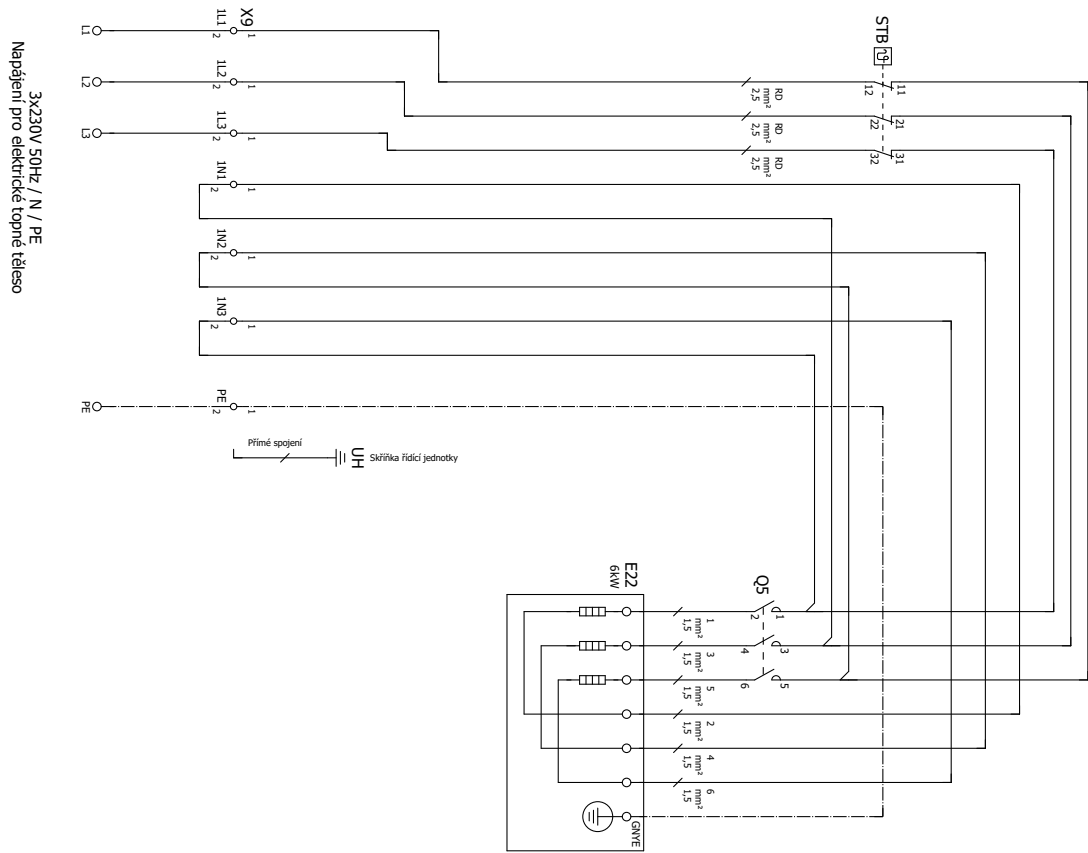 3x230V 50Hz / N / PE
Napájení pro elektrické topné těleso
L1
L2
L3
PE
X9
1L1
2
1
1L2
2
1
1L3
2
1
1N1
2
1
1N2
2
1
1N3
2
1
PE
2
1
Přímé spojení
UH
Skříňka řídící jednotky
STB
RD
mm²
2,5
12
11
RD
mm²
2,5
22
21
RD
mm²
2,5
32
31
E22
6kW
Q5
1
mm²
1,5
2
1
3
mm²
1,5
4
3
5
mm²
1,5
6
5
2
mm²
1,5
4
mm²
1,5
6
mm²
1,5
GNYE